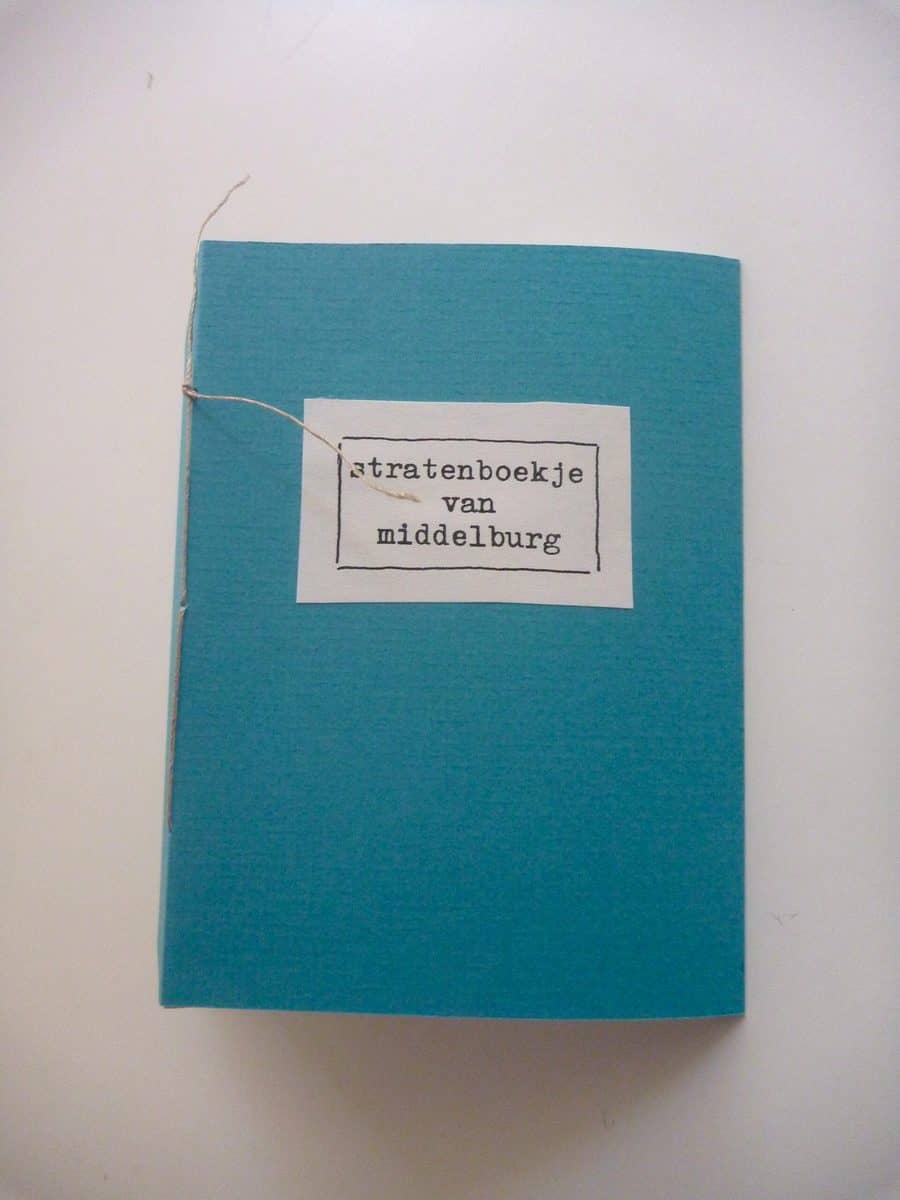 stratenboekje
van
middelburg